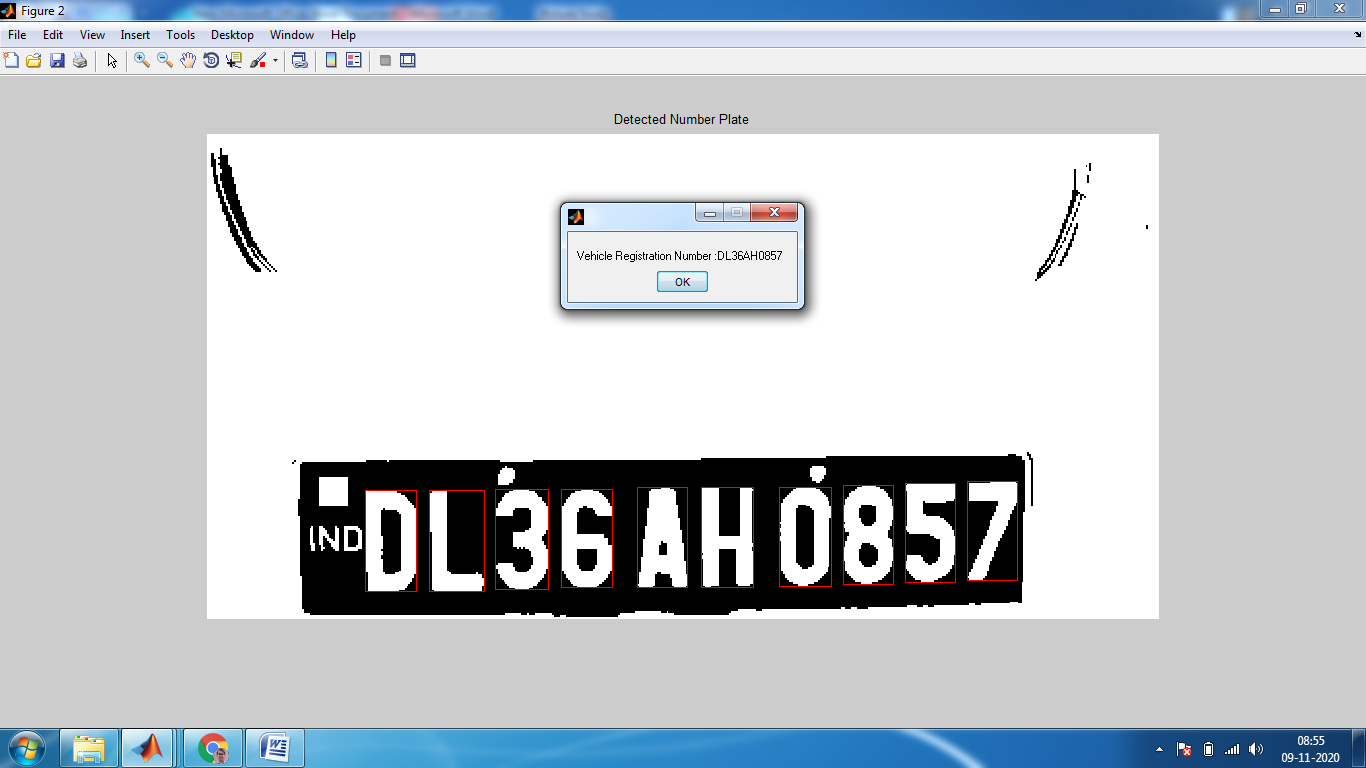 Figure 2
File Edit View Insert Tools Desktop Window Help
Detected Number Plate
Vehicle Registration Number :DL36AH0857
OK
IND DL36AH0857
08:55
09-11-2020